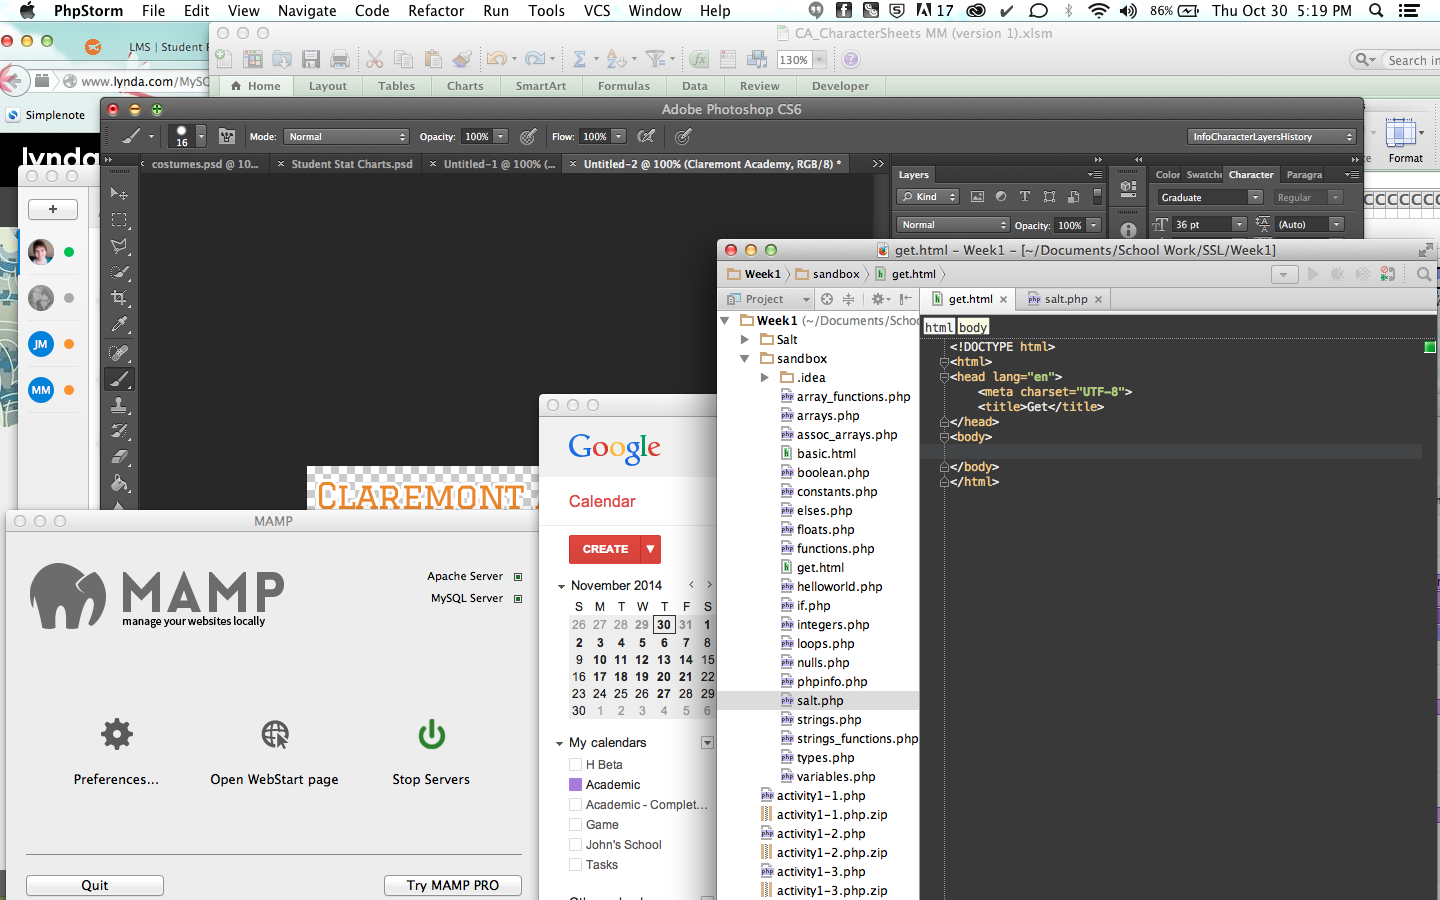 PhpStorm File Edit View Navigate Code Refactor Run Tools VCS Window Help 17 86% Thu Oct 30 5:19 PM
CA_CharacterSheets MM (version 1).xlsm
LMS | Student
www.lynda.com/MySQ
130%
Search in
Simplenote
Home Layout Tables Charts SmartArt Formulas Data Review Developer
Format
lynda
Adobe Photoshop CS6
16 Mode: Normal Opacity: 100% Flow: 100% InfoCharacterLayersHistory
costumes.psd @ 10... Student Stat Charts.psd Untitled-1 @ 100% (... Untitled-2 @ 100% (Claremont Academy, RGB/8) *
Layers Color Swatche Character Paragra
Kind Graduate Regular
Normal Opacity: 100% 36 pt (Auto)
JM
MM
CLAREMONT
get.html – Week1 – [~/Documents/School Work/SSL/Week1]
Week1 sandbox get.html
Project get.html salt.php
Week1 (~/Documents/Schoo
Salt
sandbox
.idea
array_functions.php
arrays.php
assoc_arrays.php
basic.html
boolean.php
constants.php
elses.php
floats.php
functions.php
get.html
helloworld.php
if.php
integers.php
loops.php
nulls.php
phpinfo.php
salt.php
strings.php
strings_functions.php
types.php
variables.php
activity1-1.php
activity1-1.php.zip
activity1-2.php
activity1-2.php.zip
activity1-3.php
activity1-3.php.zip
html body
<!DOCTYPE html>
<html>
<head lang="en">
<meta charset="UTF-8">
<title>Get</title>
</head>
<body>
</body>
</html>
Google
Calendar
CREATE
November 2014
S M T W T F S
26 27 28 29 30 31 1
2 3 4 5 6 7 8
9 10 11 12 13 14 15
16 17 18 19 20 21 22
23 24 25 26 27 28 29
30 1 2 3 4 5 6
My calendars
H Beta
Academic
Academic - Complet...
Game
John's School
Tasks
MAMP
MAMP
manage your websites locally
Apache Server
MySQL Server
Preferences... Open WebStart page Stop Servers
Quit Try MAMP PRO